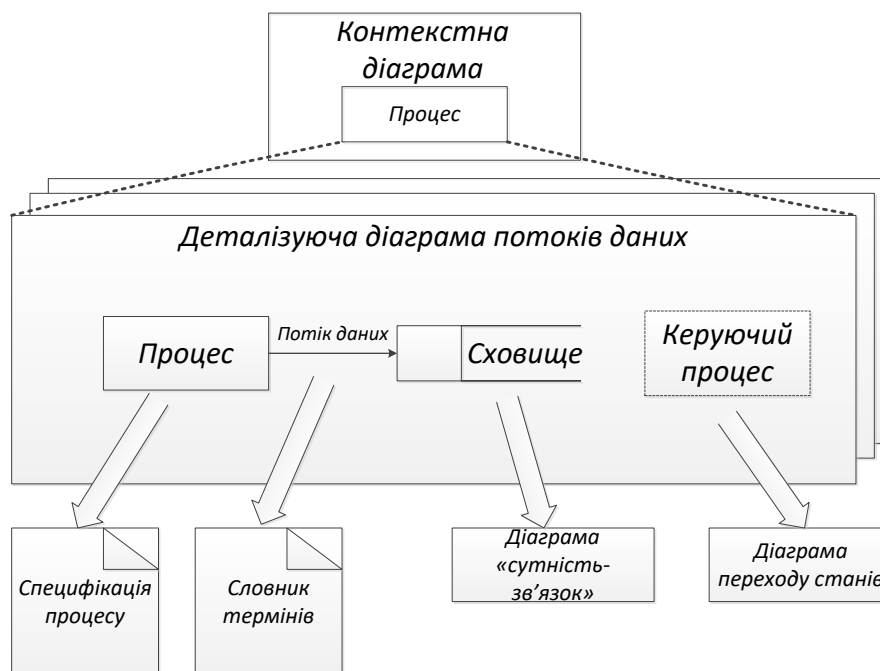 Контекстна
діаграма
Процес
Деталізуюча діаграма потоків даних
Процес
Потік даних
Сховище
Керуючий
процес
Специфікація
процесу
Словник
термінів
Діаграма
«сутність-
зв’язок»
Діаграма
переходу станів